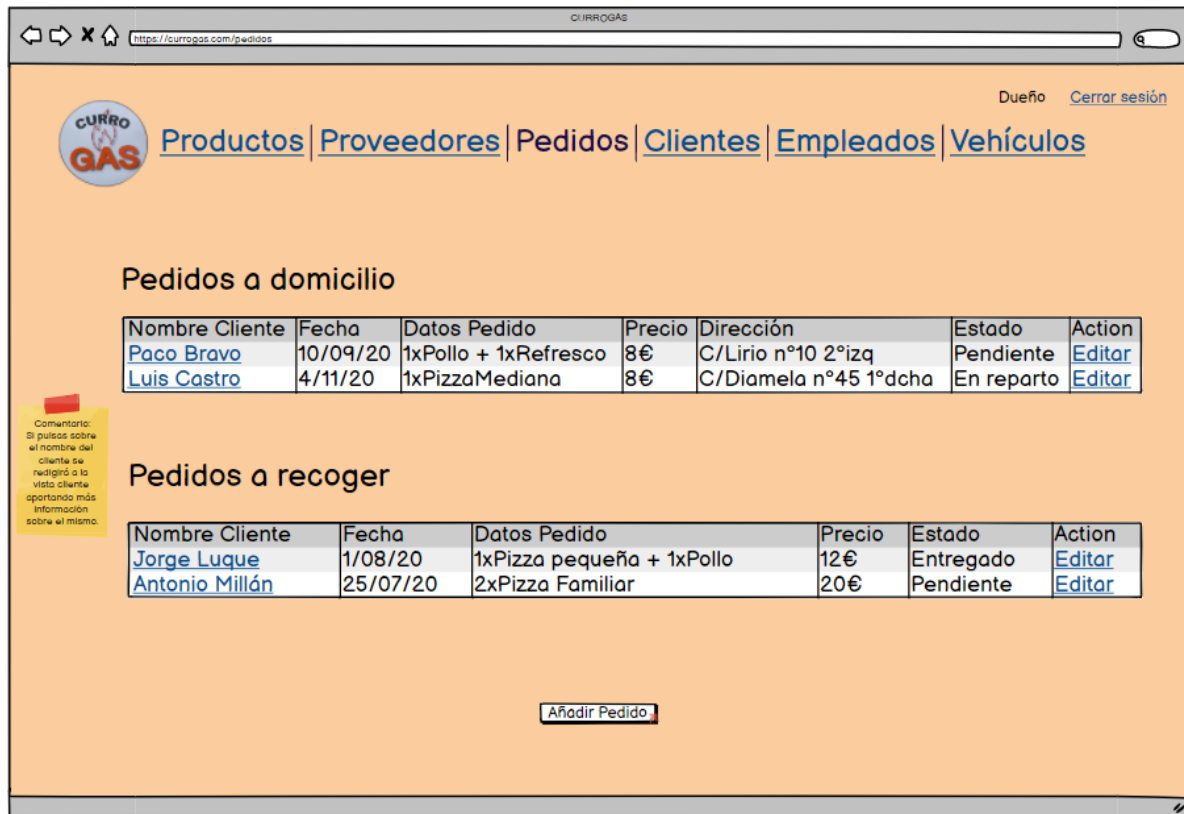 CURROGAS
https://currogas.com/pedidos
Dueño Cerrar sesión
CURRO
GAS
Productos Proveedores Pedidos Clientes Empleados Vehículos
Pedidos a domicilio
Nombre Cliente Fecha Datos Pedido Precio Dirección Estado Action
Paco Bravo 10/09/20 1xPollo + 1xRefresco 8€ C/Lirio nº10 2ºizq Pendiente Editar
Luis Castro 4/11/20 1xPizzaMediana 8€ C/Diamela nº45 1ºdcha En reparto Editar
Comentario:
Si pulsas sobre
el nombre del
cliente se
redigirá a la
vista cliente
aportando más
información
sobre el mismo.
Pedidos a recoger
Nombre Cliente Fecha Datos Pedido Precio Estado Action
Jorge Luque 1/08/20 1xPizza pequeña + 1xPollo 12€ Entregado Editar
Antonio Millán 25/07/20 2xPizza Familiar 20€ Pendiente Editar
Añadir Pedido